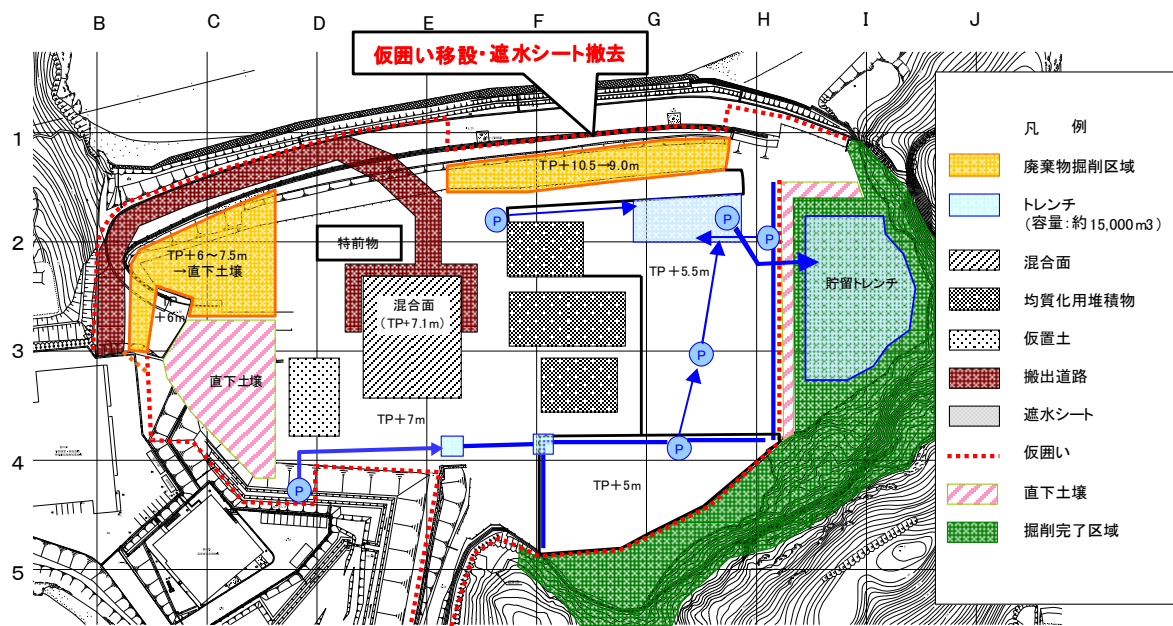 B C D E F G H I J
仮囲い移設・遮水シート撤去
1
2
3
4
5
TP+10.5→9.0m
特前物
TP+6～7.5m
→直下土壌
TP
+6m
混合面
(TP+7.1m)
TP+5.5m
貯留トレンチ
直下土壌
TP+7m
TP+5m
P
P
P
P
P
P
凡 例
廃棄物掘削区域
トレンチ
(容量:約15,000m3)
混合面
均質化用堆積物
仮置土
搬出道路
遮水シート
仮囲い
直下土壌
掘削完了区域